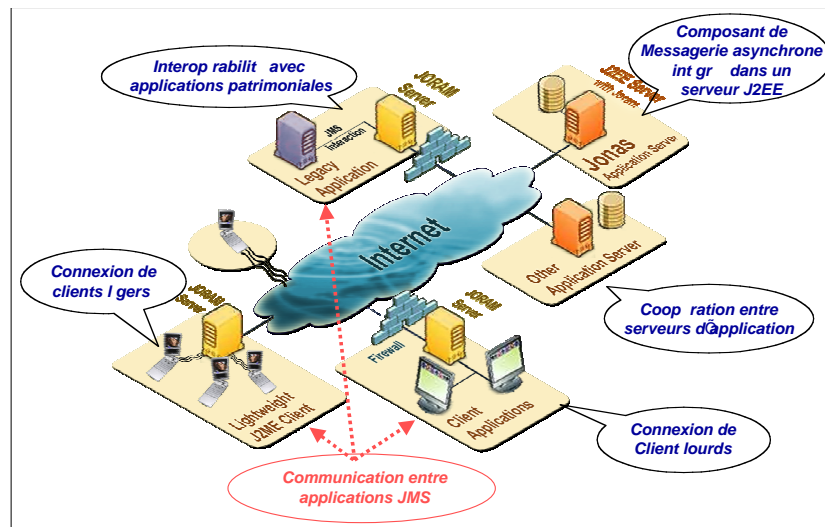 Composant de
Messagerie asynchrone
int gr dans un
serveur J2EE
Interop rabilit avec
applications patrimoniales
JORAM
Server
J2EE Server
with Joram
JMS
Interaction
Legacy
Application
Jonas
Application Server
Internet
Other
Application Server
Connexion de
clients l gers
JORAM
Server
JORAM
Server
Firewall
Coop ration entre
serveurs dÕapplication
Lightweight
J2ME Client
Client
Applications
Connexion de
Client lourds
Communication entre
applications JMS